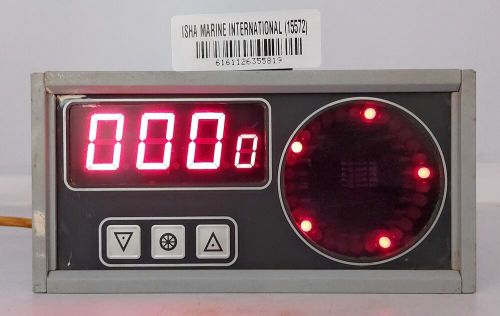 ISHA MARINE INTERNATIONAL (15572)
6161126355819
0000